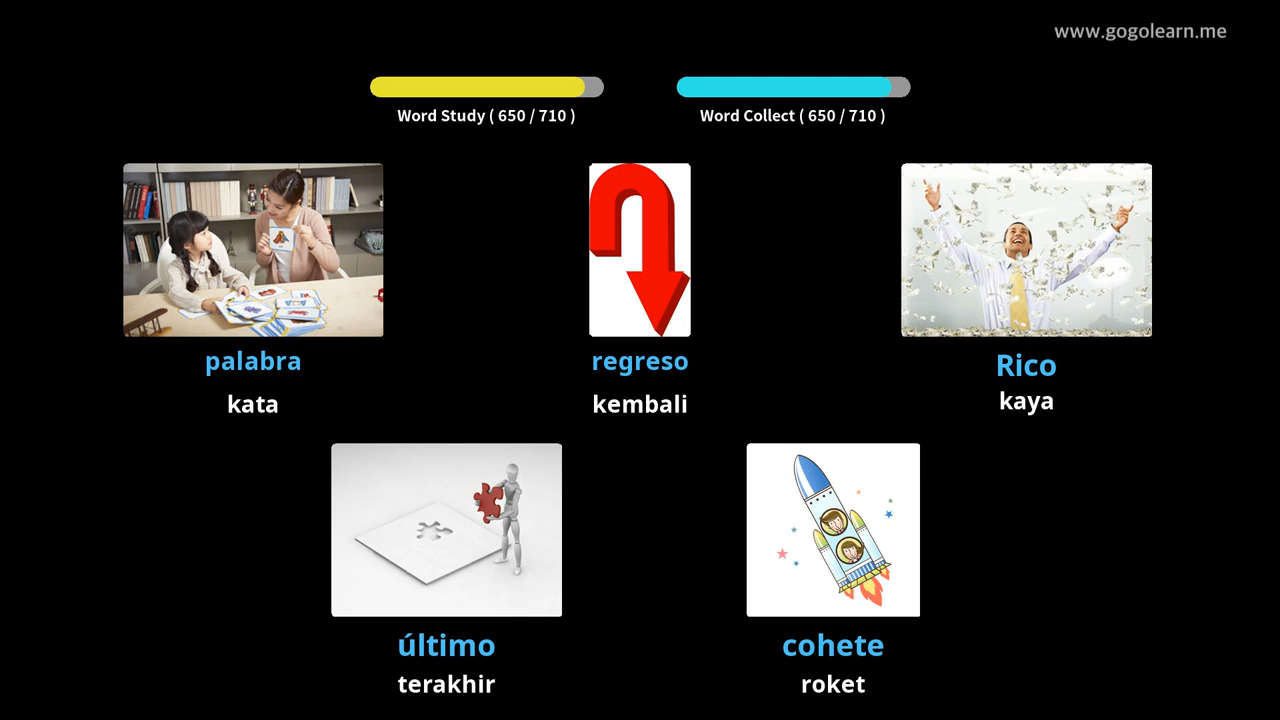 www.gogolearn.me
Word Study ( 650 / 710 )
Word Collect ( 650 / 710 )
palabra
kata
regreso
kembali
Rico
kaya
último
terakhir
cohete
roket